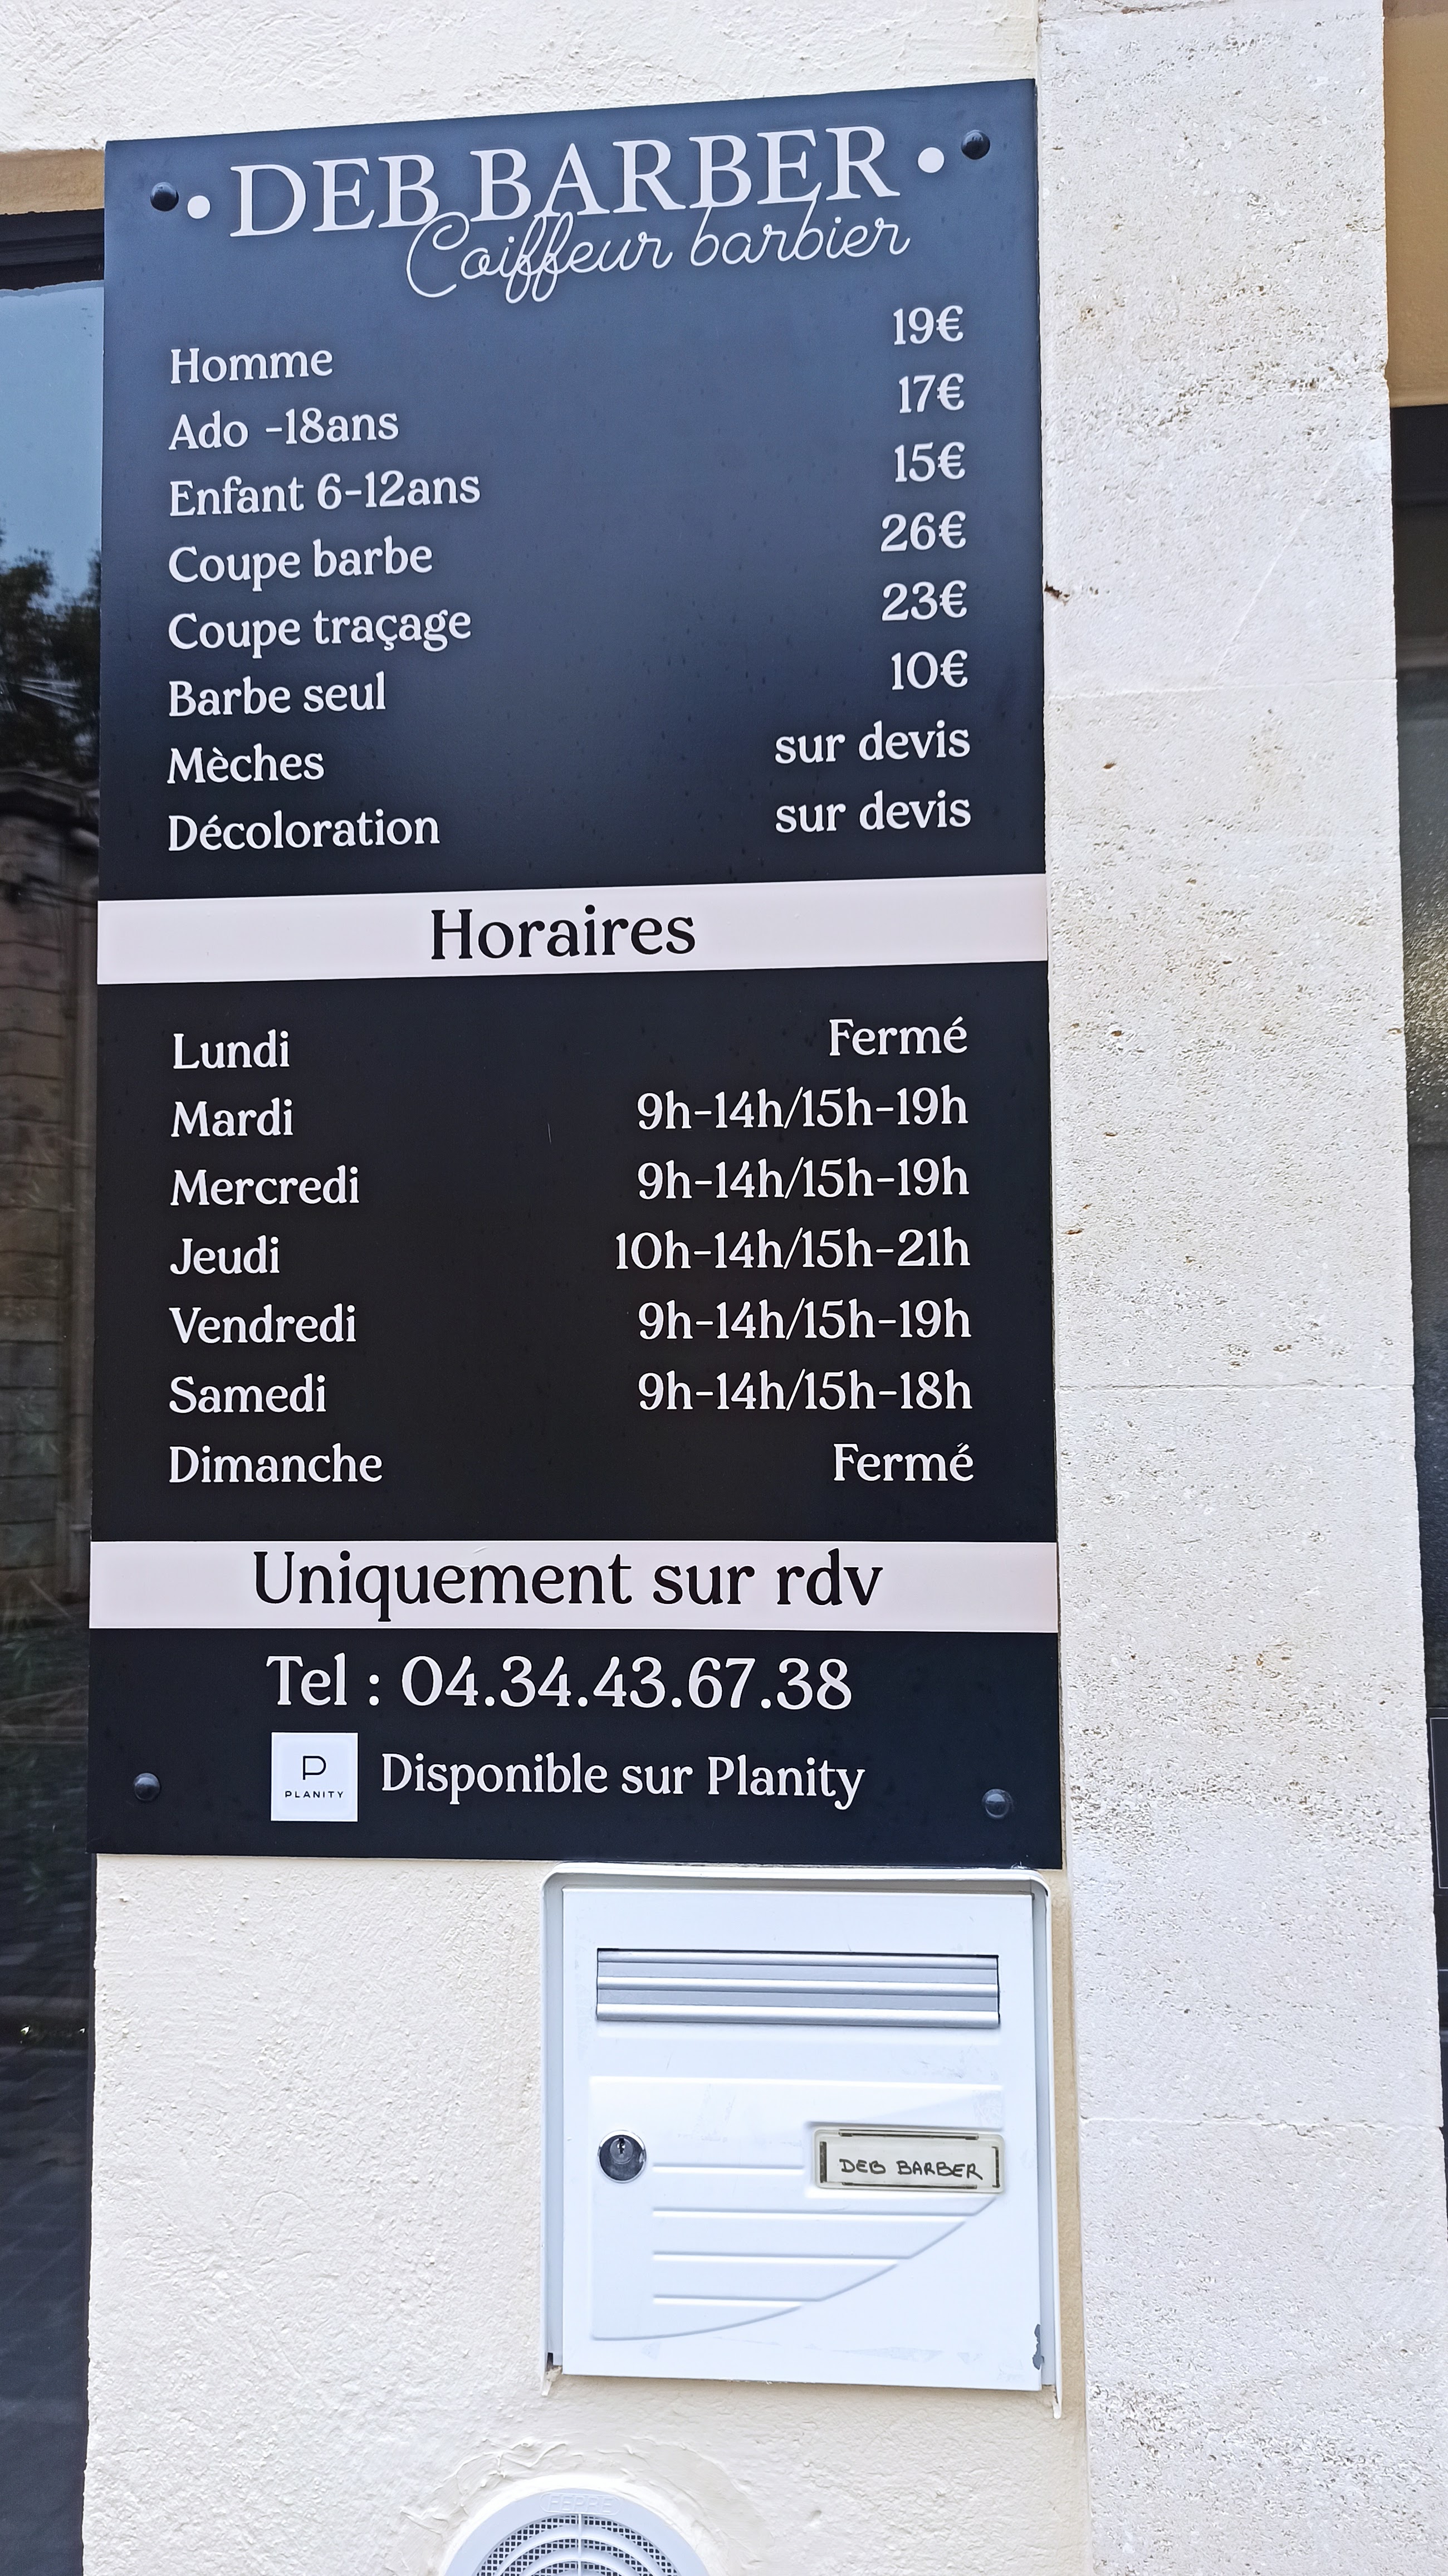 • DEB BARBER •
Coiffeur barbier
Homme 19€
Ado -18ans 17€
Enfant 6-12ans 15€
Coupe barbe 26€
Coupe traçage 23€
Barbe seul 10€
Mèches sur devis
Décoloration sur devis
Horaires
Lundi Fermé
Mardi 9h-14h/15h-19h
Mercredi 9h-14h/15h-19h
Jeudi 10h-14h/15h-21h
Vendredi 9h-14h/15h-19h
Samedi 9h-14h/15h-18h
Dimanche Fermé
Uniquement sur rdv
Tel : 04.34.43.67.38
P
PLANITY
Disponible sur Planity
DEB BARBER